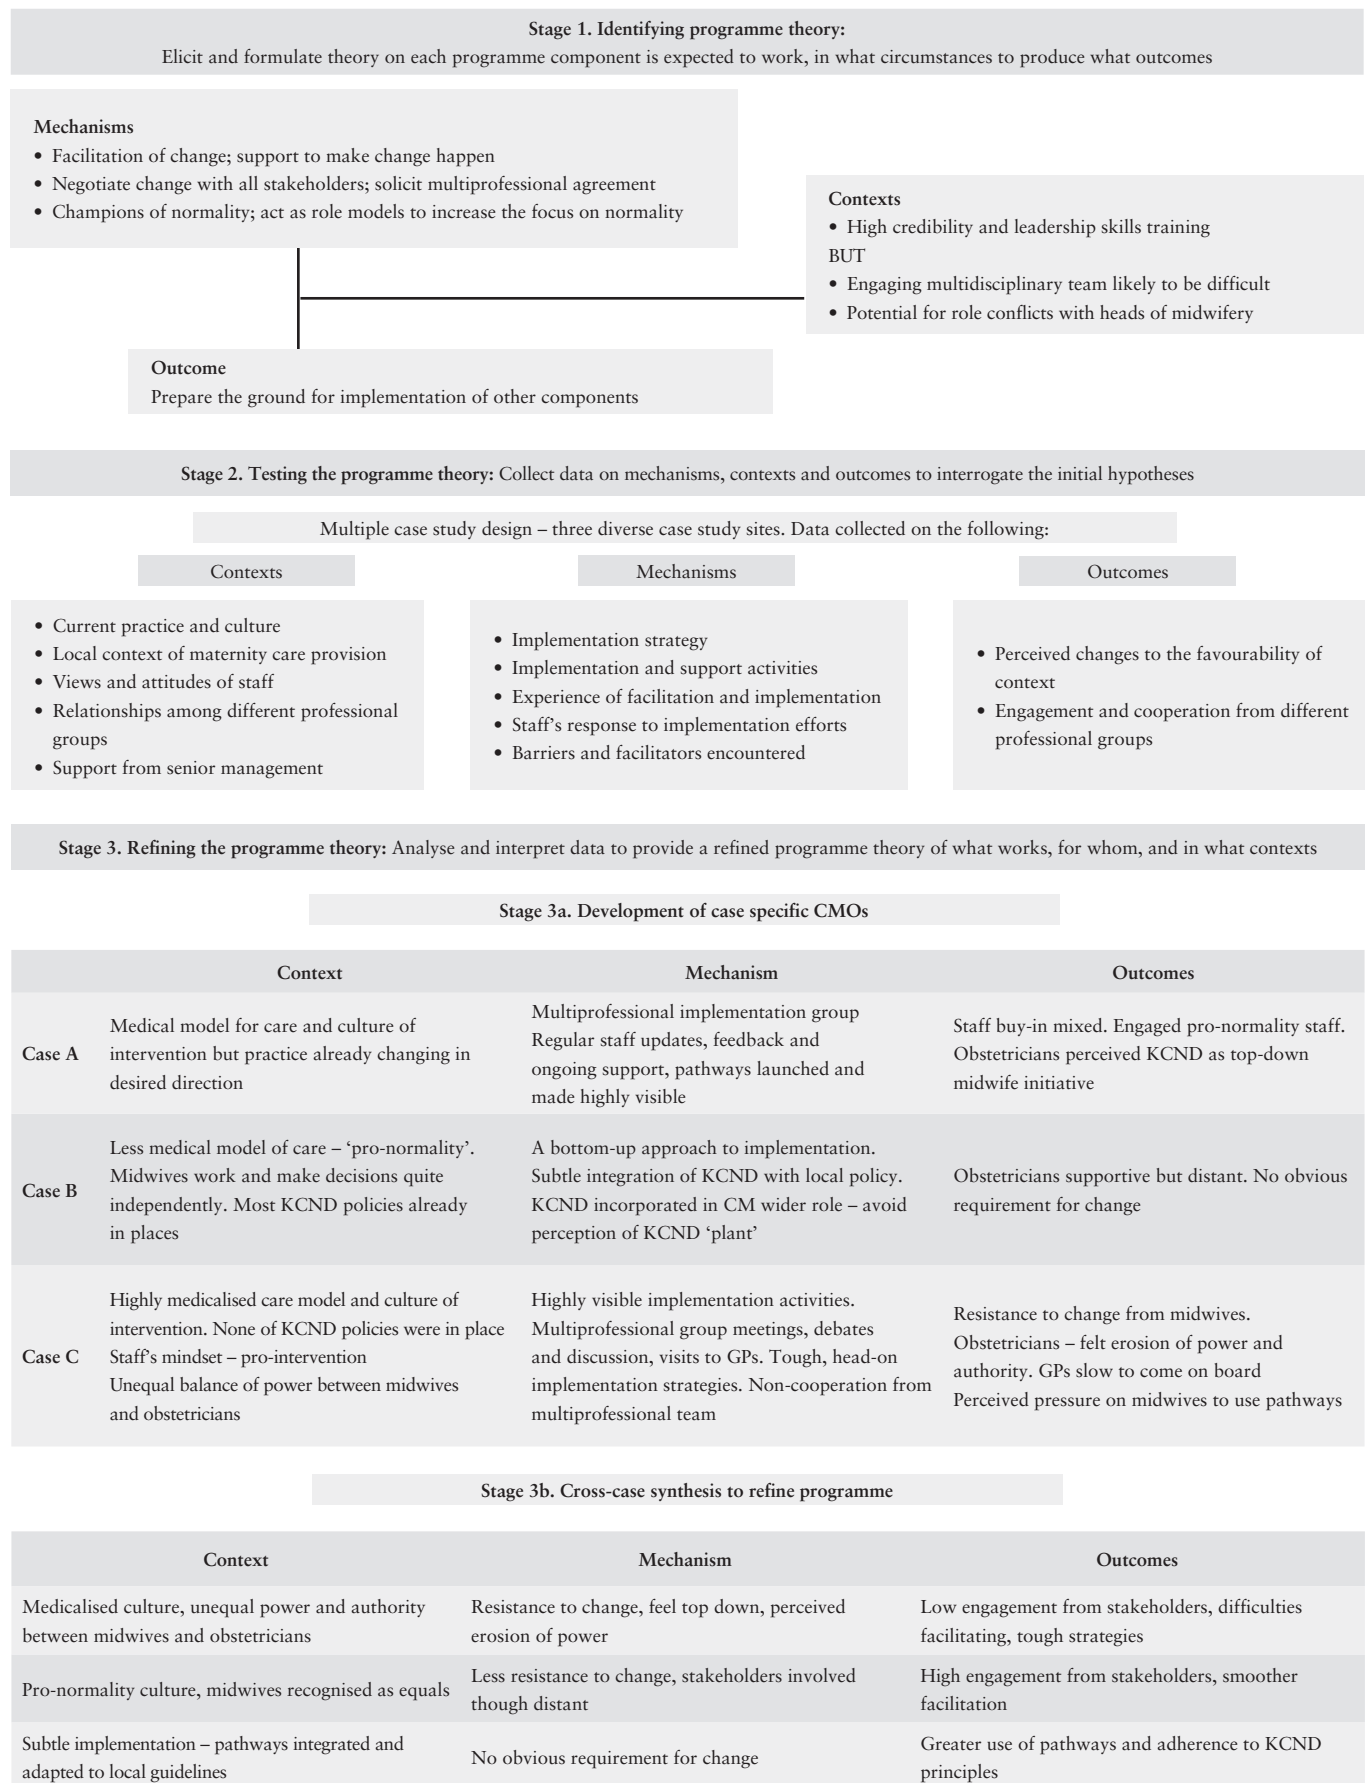 Stage 1. Identifying programme theory:
Elicit and formulate theory on each programme component is expected to work, in what circumstances to produce what outcomes
Mechanisms
• Facilitation of change; support to make change happen
• Negotiate change with all stakeholders; solicit multiprofessional agreement
• Champions of normality; act as role models to increase the focus on normality
Contexts
• High credibility and leadership skills training
BUT
• Engaging multidisciplinary team likely to be difficult
• Potential for role conflicts with heads of midwifery
Outcome
Prepare the ground for implementation of other components
Stage 2. Testing the programme theory: Collect data on mechanisms, contexts and outcomes to interrogate the initial hypotheses
Multiple case study design – three diverse case study sites. Data collected on the following:
Contexts
• Current practice and culture
• Local context of maternity care provision
• Views and attitudes of staff
• Relationships among different professional
groups
• Support from senior management
Mechanisms
• Implementation strategy
• Implementation and support activities
• Experience of facilitation and implementation
• Staff's response to implementation efforts
• Barriers and facilitators encountered
Outcomes
• Perceived changes to the favourability of
context
• Engagement and cooperation from different
professional groups
Stage 3. Refining the programme theory: Analyse and interpret data to provide a refined programme theory of what works, for whom, and in what contexts
Stage 3a. Development of case specific CMOs
Context
Mechanism
Outcomes
Case A
Medical model for care and culture of
intervention but practice already changing in
desired direction
Multiprofessional implementation group
Regular staff updates, feedback and
ongoing support, pathways launched and
made highly visible
Staff buy-in mixed. Engaged pro-normality staff.
Obstetricians perceived KCND as top-down
midwife initiative
Case B
Less medical model of care – 'pro-normality'.
Midwives work and make decisions quite
independently. Most KCND policies already
in places
A bottom-up approach to implementation.
Subtle integration of KCND with local policy.
KCND incorporated in CM wider role – avoid
perception of KCND 'plant'
Obstetricians supportive but distant. No obvious
requirement for change
Case C
Highly medicalised care model and culture of
intervention. None of KCND policies were in place
Staff's mindset – pro-intervention
Unequal balance of power between midwives
and obstetricians
Highly visible implementation activities.
Multiprofessional group meetings, debates
and discussion, visits to GPs. Tough, head-on
implementation strategies. Non-cooperation from
multiprofessional team
Resistance to change from midwives.
Obstetricians – felt erosion of power and
authority. GPs slow to come on board
Perceived pressure on midwives to use pathways
Stage 3b. Cross-case synthesis to refine programme
Context
Mechanism
Outcomes
Medicalised culture, unequal power and authority
between midwives and obstetricians
Resistance to change, feel top down, perceived
erosion of power
Low engagement from stakeholders, difficulties
facilitating, tough strategies
Pro-normality culture, midwives recognised as equals
Less resistance to change, stakeholders involved
though distant
High engagement from stakeholders, smoother
facilitation
Subtle implementation – pathways integrated and
adapted to local guidelines
No obvious requirement for change
Greater use of pathways and adherence to KCND
principles